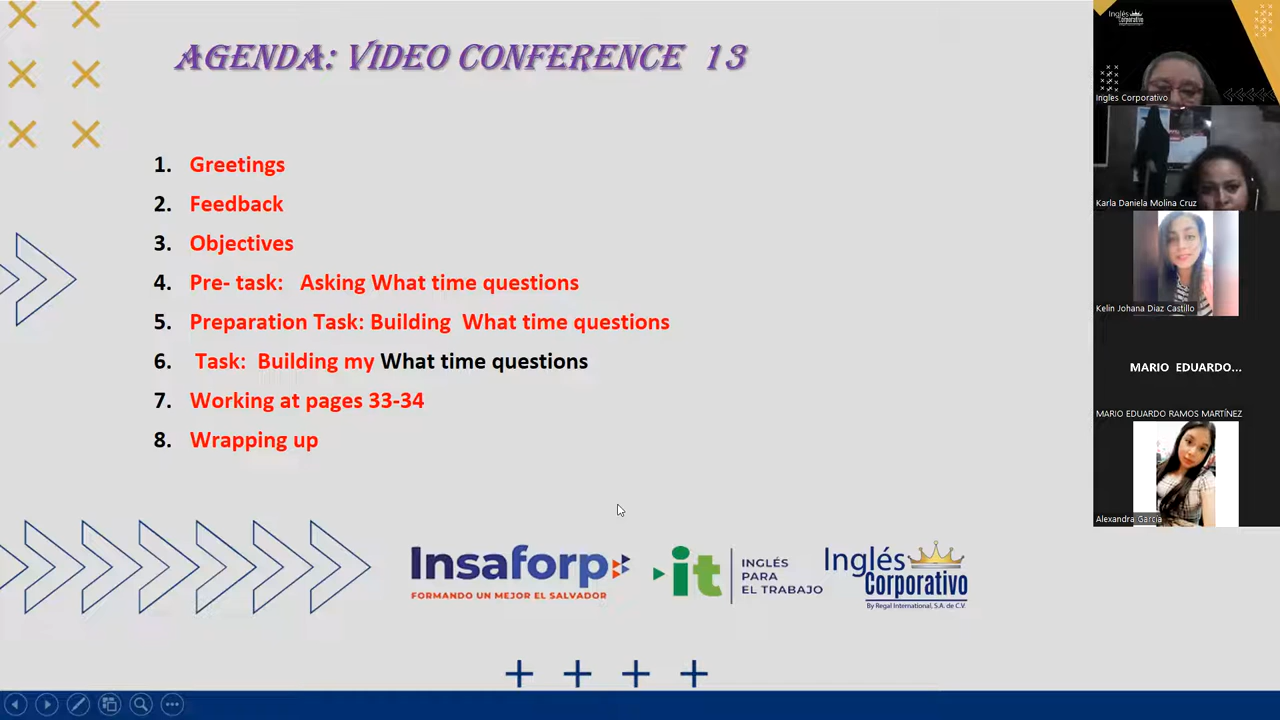 AGENDA: VIDEO CONFERENCE 13
1. Greetings
2. Feedback
3. Objectives
4. Pre- task: Asking What time questions
5. Preparation Task: Building What time questions
6. Task: Building my What time questions
7. Working at pages 33-34
8. Wrapping up
Insaforp
FORMANDO UN MEJOR EL SALVADOR
it
INGLÉS
PARA
EL TRABAJO
Inglés
Corporativo
By Regal International, S.A. de C.V.
Inglés
Corporativo
Ingles Corporativo
Karla Daniela Molina Cruz
Kelin Johana Diaz Castillo
MARIO EDUARDO...
MARIO EDUARDO RAMOS MARTÍNEZ
Alexandra Garcia